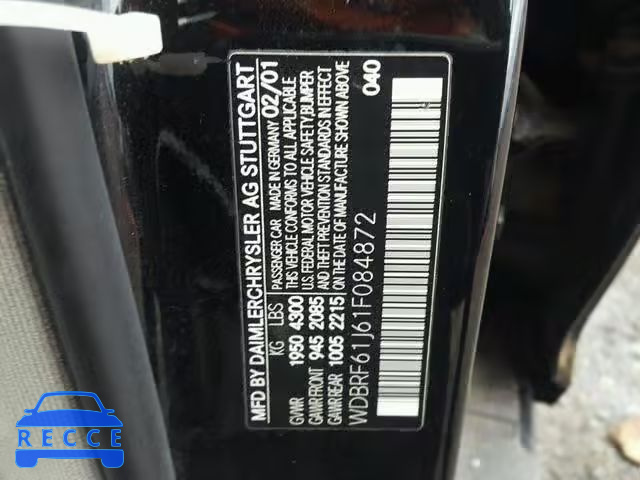 MFD BY DAIMLERCHRYSLER AG STUTTGART
KG LBS PASSENGER CAR MADE IN GERMANY 02/01
GVWR 1950 4300 THIS VEHICLE CONFORMS TO ALL APPLICABLE
GAWR FRONT 945 2085 U.S. FEDERAL MOTOR VEHICLE SAFETY, BUMPER
GAWR REAR 1005 2215 AND THEFT PREVENTION STANDARDS IN EFFECT
AT THE DATE OF MANUFACTURE SHOWN ABOVE
WDBRF61J61F084872 040
RECCE